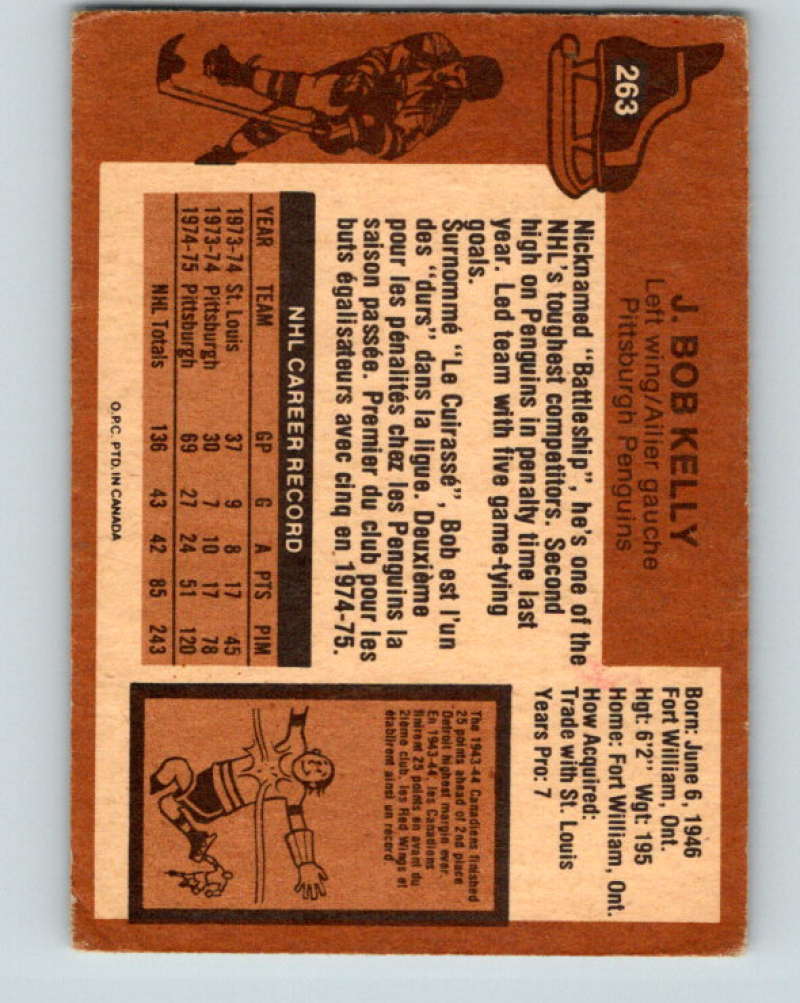 263
J. BOB KELLY
Left wing/Ailier gauche
Pittsburgh Penguins
Born: June 6, 1946
Fort William, Ont.
Hgt: 6'2" Wgt: 195
Home: Fort William, Ont.
How Acquired:
Trade with St. Louis
Years Pro: 7
Nicknamed "Battleship", he's one of the
NHL's toughest competitors. Second
high on Penguins in penalty time last
year. Led team with five game-tying
goals.
Surnommé "Le Cuirassé", Bob est l'un
des "durs" dans la ligue. Deuxième
pour les pénalités chez les Penguins la
saison passée. Premier du club pour les
buts égalisateurs avec cinq en 1974-75.
NHL CAREER RECORD
YEAR TEAM GP G A PTS PIM
1973-74 St. Louis 37 9 8 17 45
1973-74 Pittsburgh 30 7 10 17 78
1974-75 Pittsburgh 69 27 24 51 120
NHL Totals 136 43 42 85 243
O.P.C. PTD. IN CANADA
The 1943-44 Canadiens finished
25 points ahead of 2nd place
Detroit highest margin ever.
En 1943-44, les Canadiens
finirent 25 points en avant du
2ième club, les Red Wings et
établirent ainsi un record